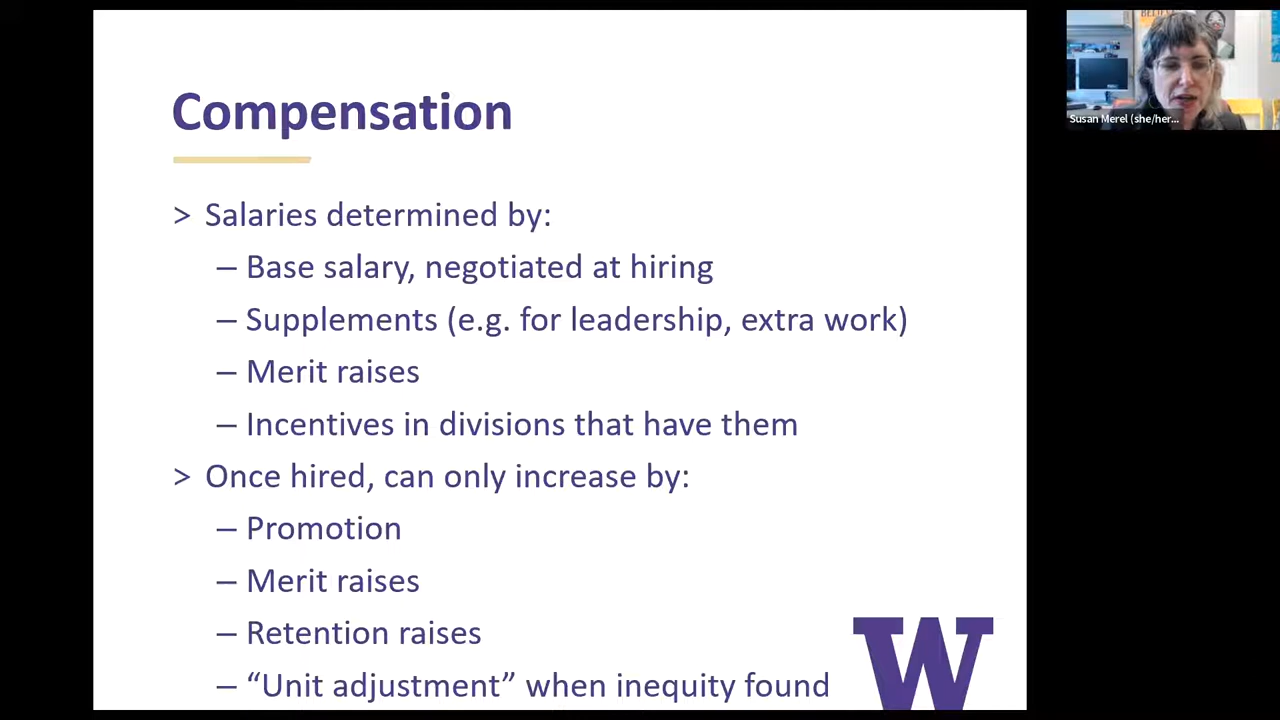 Compensation
> Salaries determined by:
– Base salary, negotiated at hiring
– Supplements (e.g. for leadership, extra work)
– Merit raises
– Incentives in divisions that have them
> Once hired, can only increase by:
– Promotion
– Merit raises
– Retention raises
– “Unit adjustment” when inequity found
W
BELIEVE
Susan Merel (she/her...